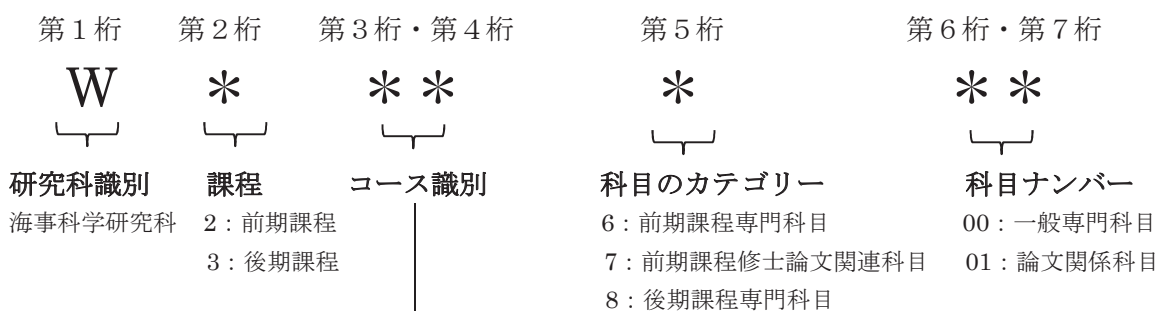 第1桁 第2桁 第3桁・第4桁 第5桁 第6桁・第7桁
W * * * * * *
研究科識別 課程 コース識別 科目のカテゴリー 科目ナンバー
海事科学研究科 2：前期課程 6：前期課程専門科目 00：一般専門科目
3：後期課程 7：前期課程修士論文関連科目 01：論文関係科目
8：後期課程専門科目